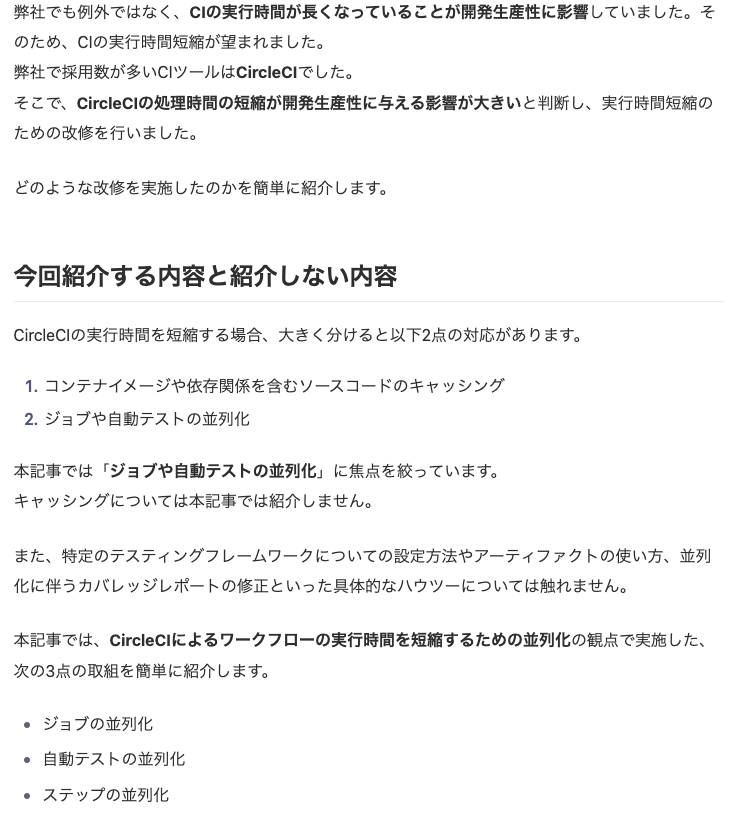 弊社でも例外ではなく、CIの実行時間が長くなっていることが開発生産性に影響していました。そ
のため、CIの実行時間短縮が望まれました。
弊社で採用数が多いCIツールはCircleCIでした。
そこで、CircleCIの処理時間の短縮が開発生産性に与える影響が大きいと判断し、実行時間短縮の
ための改修を行いました。
どのような改修を実施したのかを簡単に紹介します。
今回紹介する内容と紹介しない内容
CircleCIの実行時間を短縮する場合、大きく分けると以下2点の対応があります。
1. コンテナイメージや依存関係を含むソースコードのキャッシング
2. ジョブや自動テストの並列化
本記事では「ジョブや自動テストの並列化」に焦点を絞っています。
キャッシングについては本記事では紹介しません。
また、特定のテスティングフレームワークについての設定方法やアーティファクトの使い方、並列
化に伴うカバレッジレポートの修正といった具体的なハウツーについては触れません。
本記事では、CircleCIによるワークフローの実行時間を短縮するための並列化の観点で実施した、
次の3点の取組を簡単に紹介します。
• ジョブの並列化
• 自動テストの並列化
• ステップの並列化